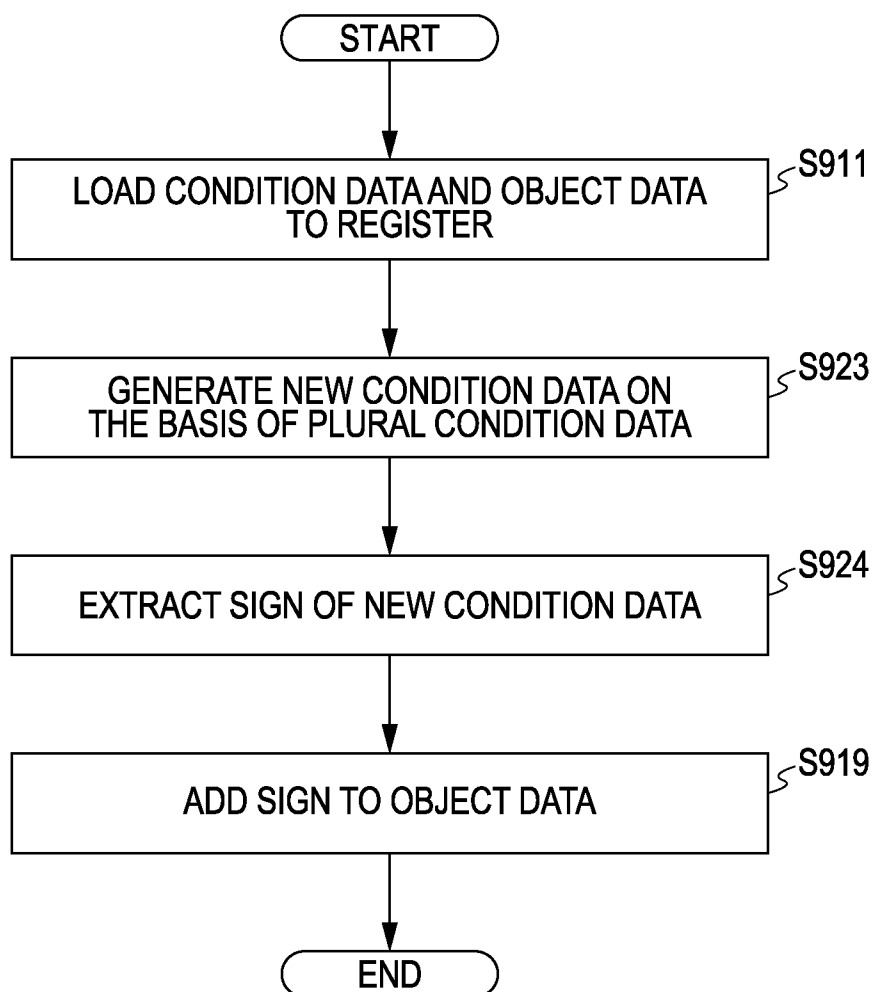 START
S911
LOAD CONDITION DATA AND OBJECT DATA
TO REGISTER
S923
GENERATE NEW CONDITION DATA ON
THE BASIS OF PLURAL CONDITION DATA
S924
EXTRACT SIGN OF NEW CONDITION DATA
S919
ADD SIGN TO OBJECT DATA
END